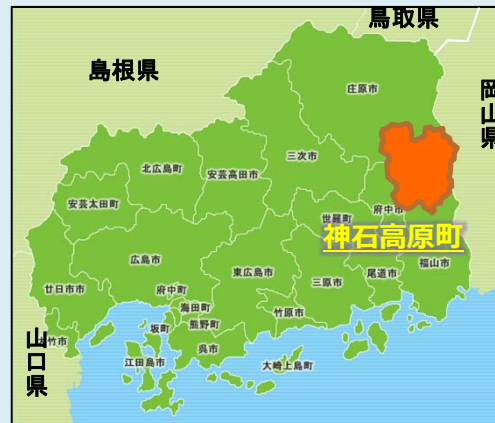 鳥取県
島根県
岡山県
庄原市
三次市
北広島町
安芸高田市
安芸太田町
世羅町
府中市
神石高原町
広島市
東広島市
三原市
尾道市
福山市
廿日市市
府中町
海田町
熊野町
竹原市
坂町
呉市
江田島市
大崎上島町
山口県